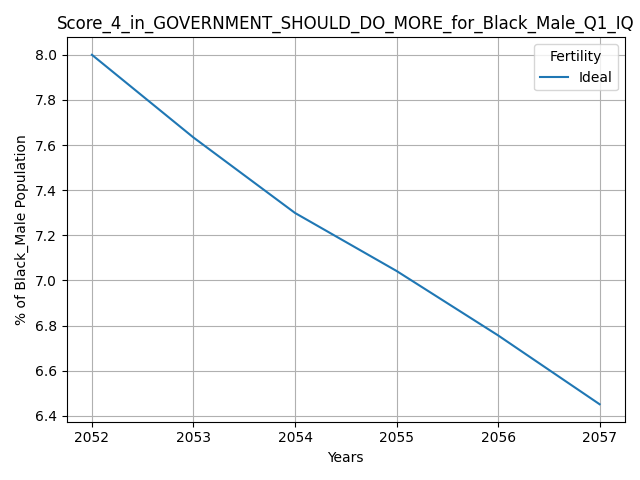 Score_4_in_GOVERNMENT_SHOULD_DO_MORE_for_Black_Male_Q1_IQ
Fertility
Ideal
% of Black_Male Population
8.0
7.8
7.6
7.4
7.2
7.0
6.8
6.6
6.4
2052 2053 2054 2055 2056 2057
Years